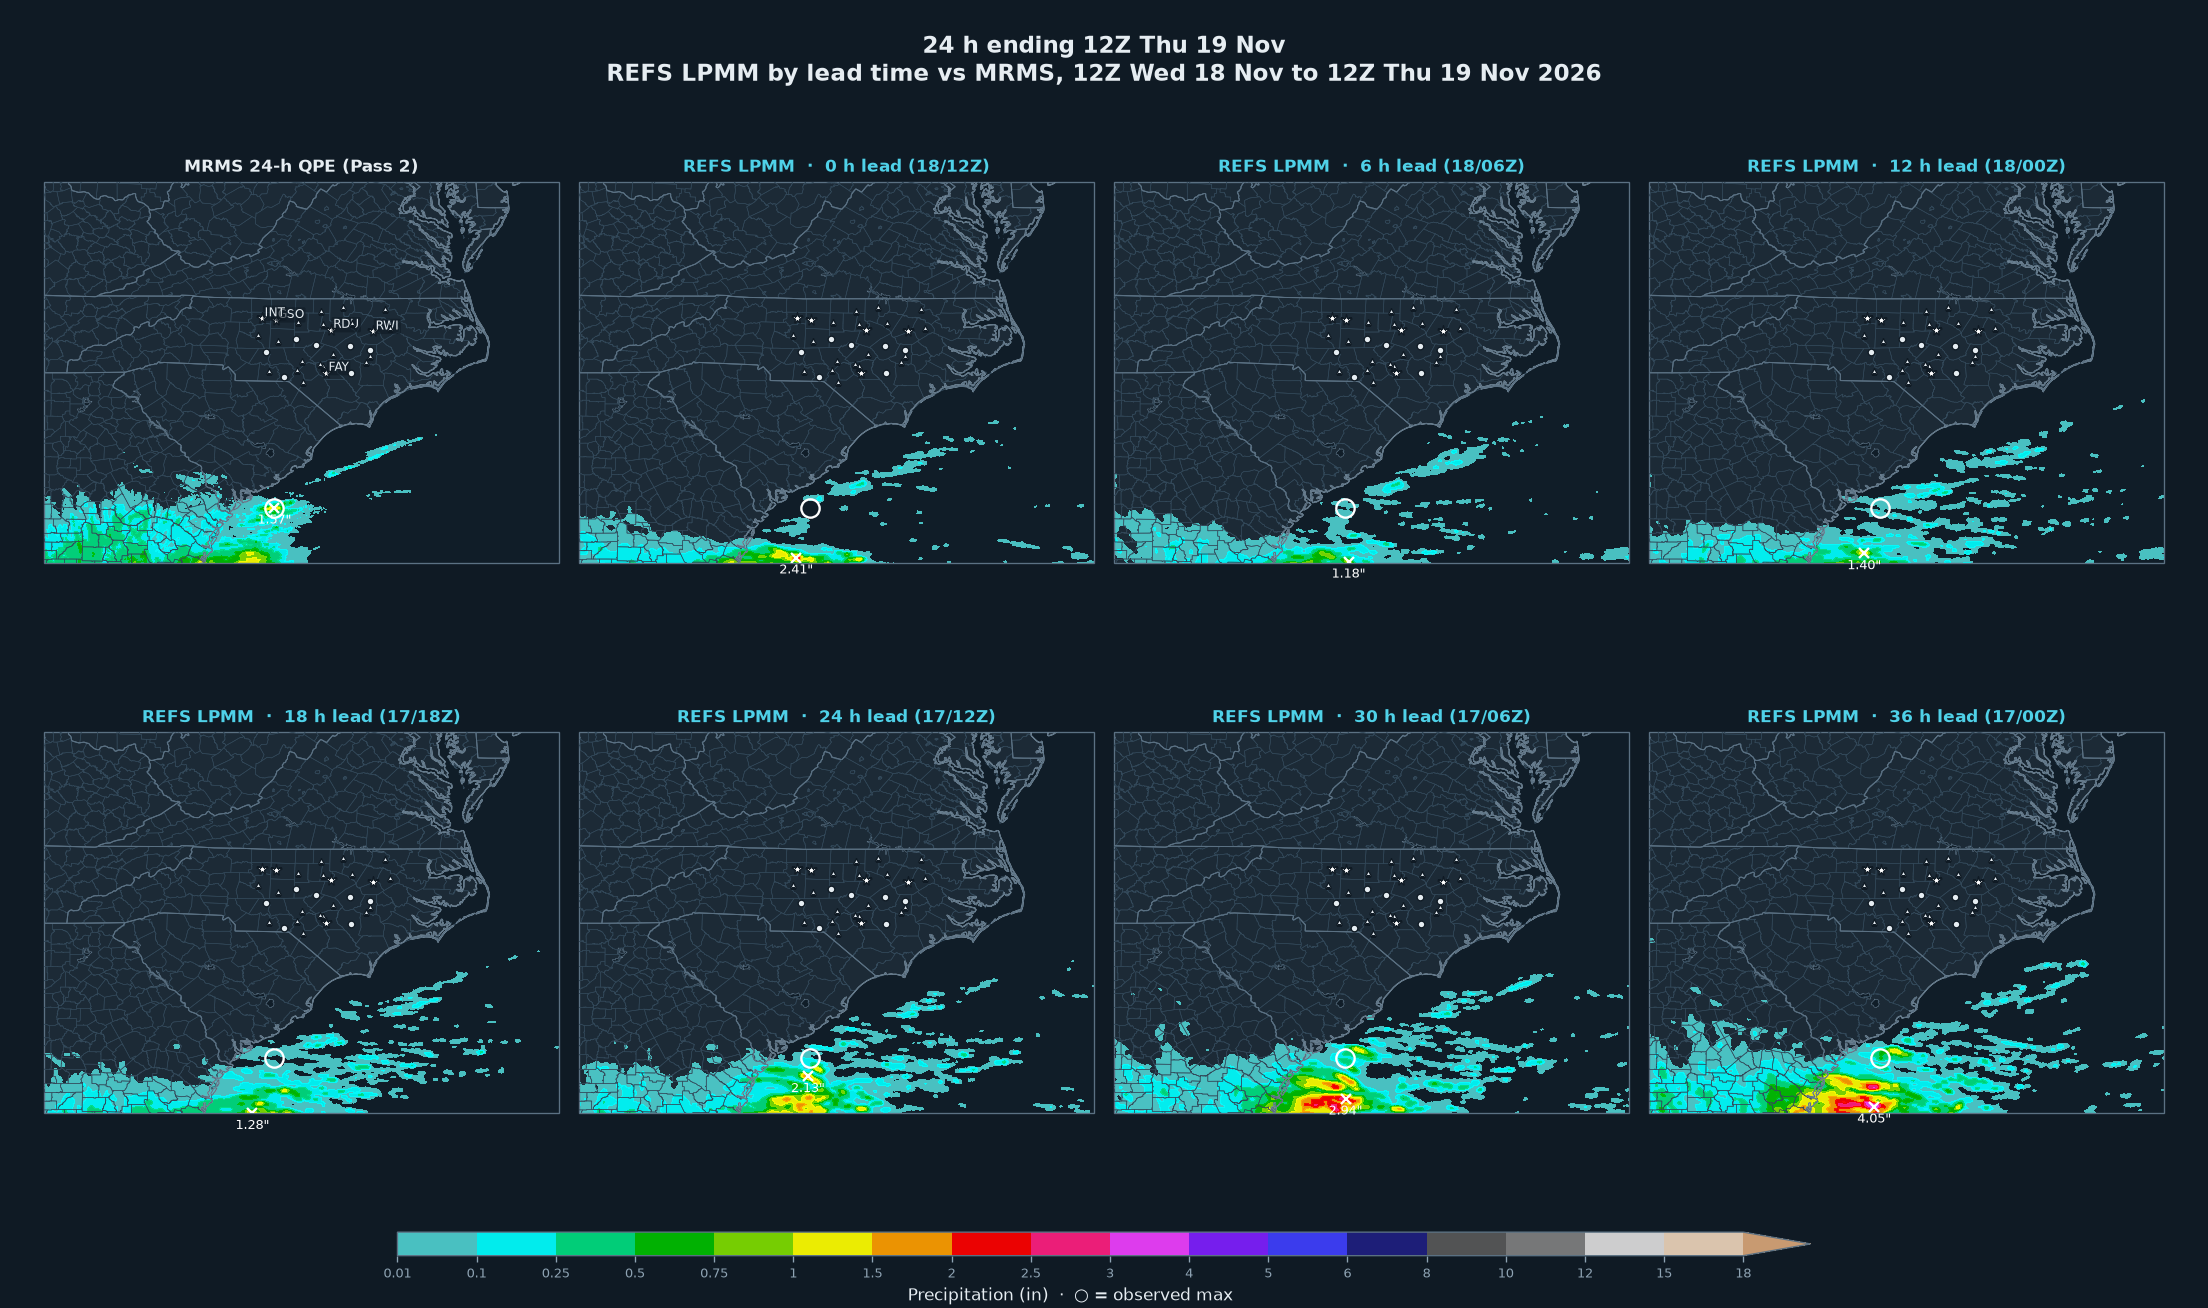 24 h ending 12Z Thu 19 Nov
REFS LPMM by lead time vs MRMS, 12Z Wed 18 Nov to 12Z Thu 19 Nov 2026
MRMS 24-h QPE (Pass 2)
REFS LPMM · 0 h lead (18/12Z)
REFS LPMM · 6 h lead (18/06Z)
REFS LPMM · 12 h lead (18/00Z)
INT SO
RDU
RWI
FAY
2.41"
1.18"
1.40"
REFS LPMM · 18 h lead (17/18Z)
REFS LPMM · 24 h lead (17/12Z)
REFS LPMM · 30 h lead (17/06Z)
REFS LPMM · 36 h lead (17/00Z)
1.28"
2.13"
2.94"
4.05"
0.01 0.1 0.25 0.5 0.75 1 1.5 2 2.5 3 4 5 6 8 10 12 15 18
Precipitation (in) · ○ = observed max